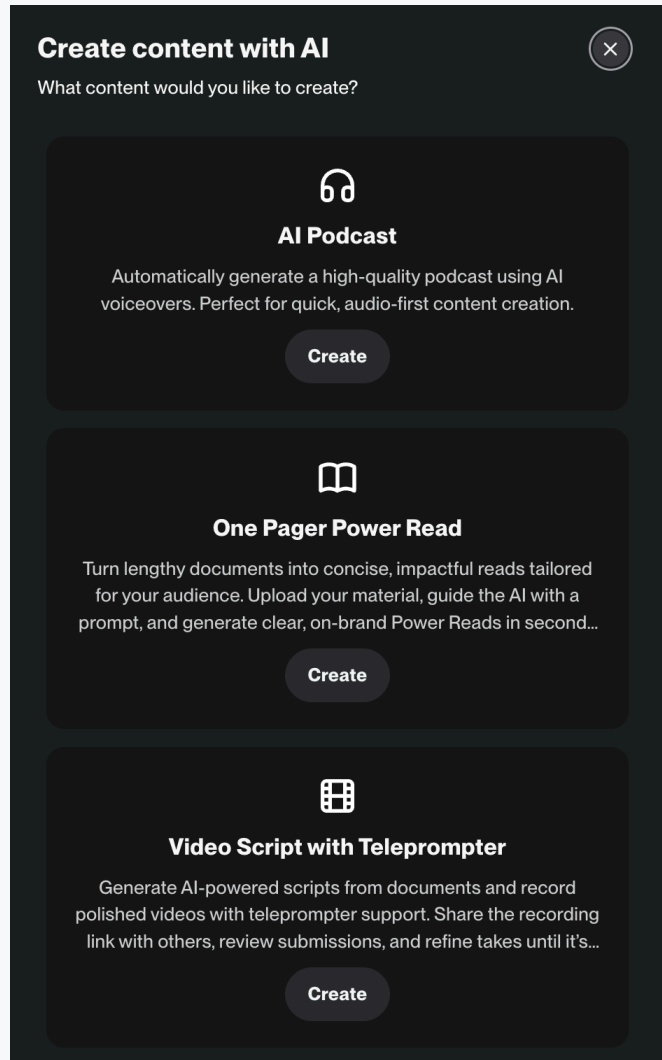 Create content with AI
What content would you like to create?
AI Podcast
Automatically generate a high-quality podcast using AI
voiceovers. Perfect for quick, audio-first content creation.
Create
One Pager Power Read
Turn lengthy documents into concise, impactful reads tailored
for your audience. Upload your material, guide the AI with a
prompt, and generate clear, on-brand Power Reads in second...
Create
Video Script with Teleprompter
Generate AI-powered scripts from documents and record
polished videos with teleprompter support. Share the recording
link with others, review submissions, and refine takes until it's...
Create